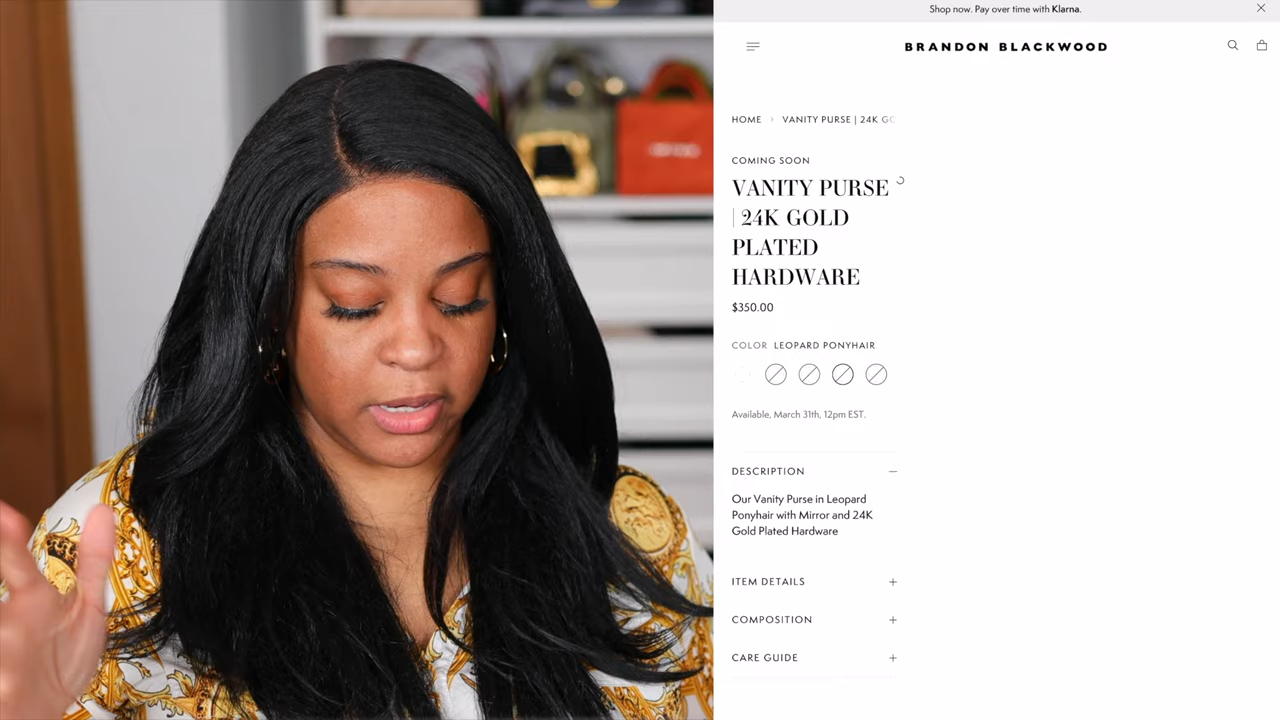 Shop now. Pay over time with Klarna.
BRANDON BLACKWOOD
HOME › VANITY PURSE | 24K GO
COMING SOON
VANITY PURSE
| 24K GOLD
PLATED
HARDWARE
$350.00
COLOR LEOPARD PONYHAIR
Available, March 31th, 12pm EST.
DESCRIPTION
Our Vanity Purse in Leopard
Ponyhair with Mirror and 24K
Gold Plated Hardware
ITEM DETAILS
COMPOSITION
CARE GUIDE